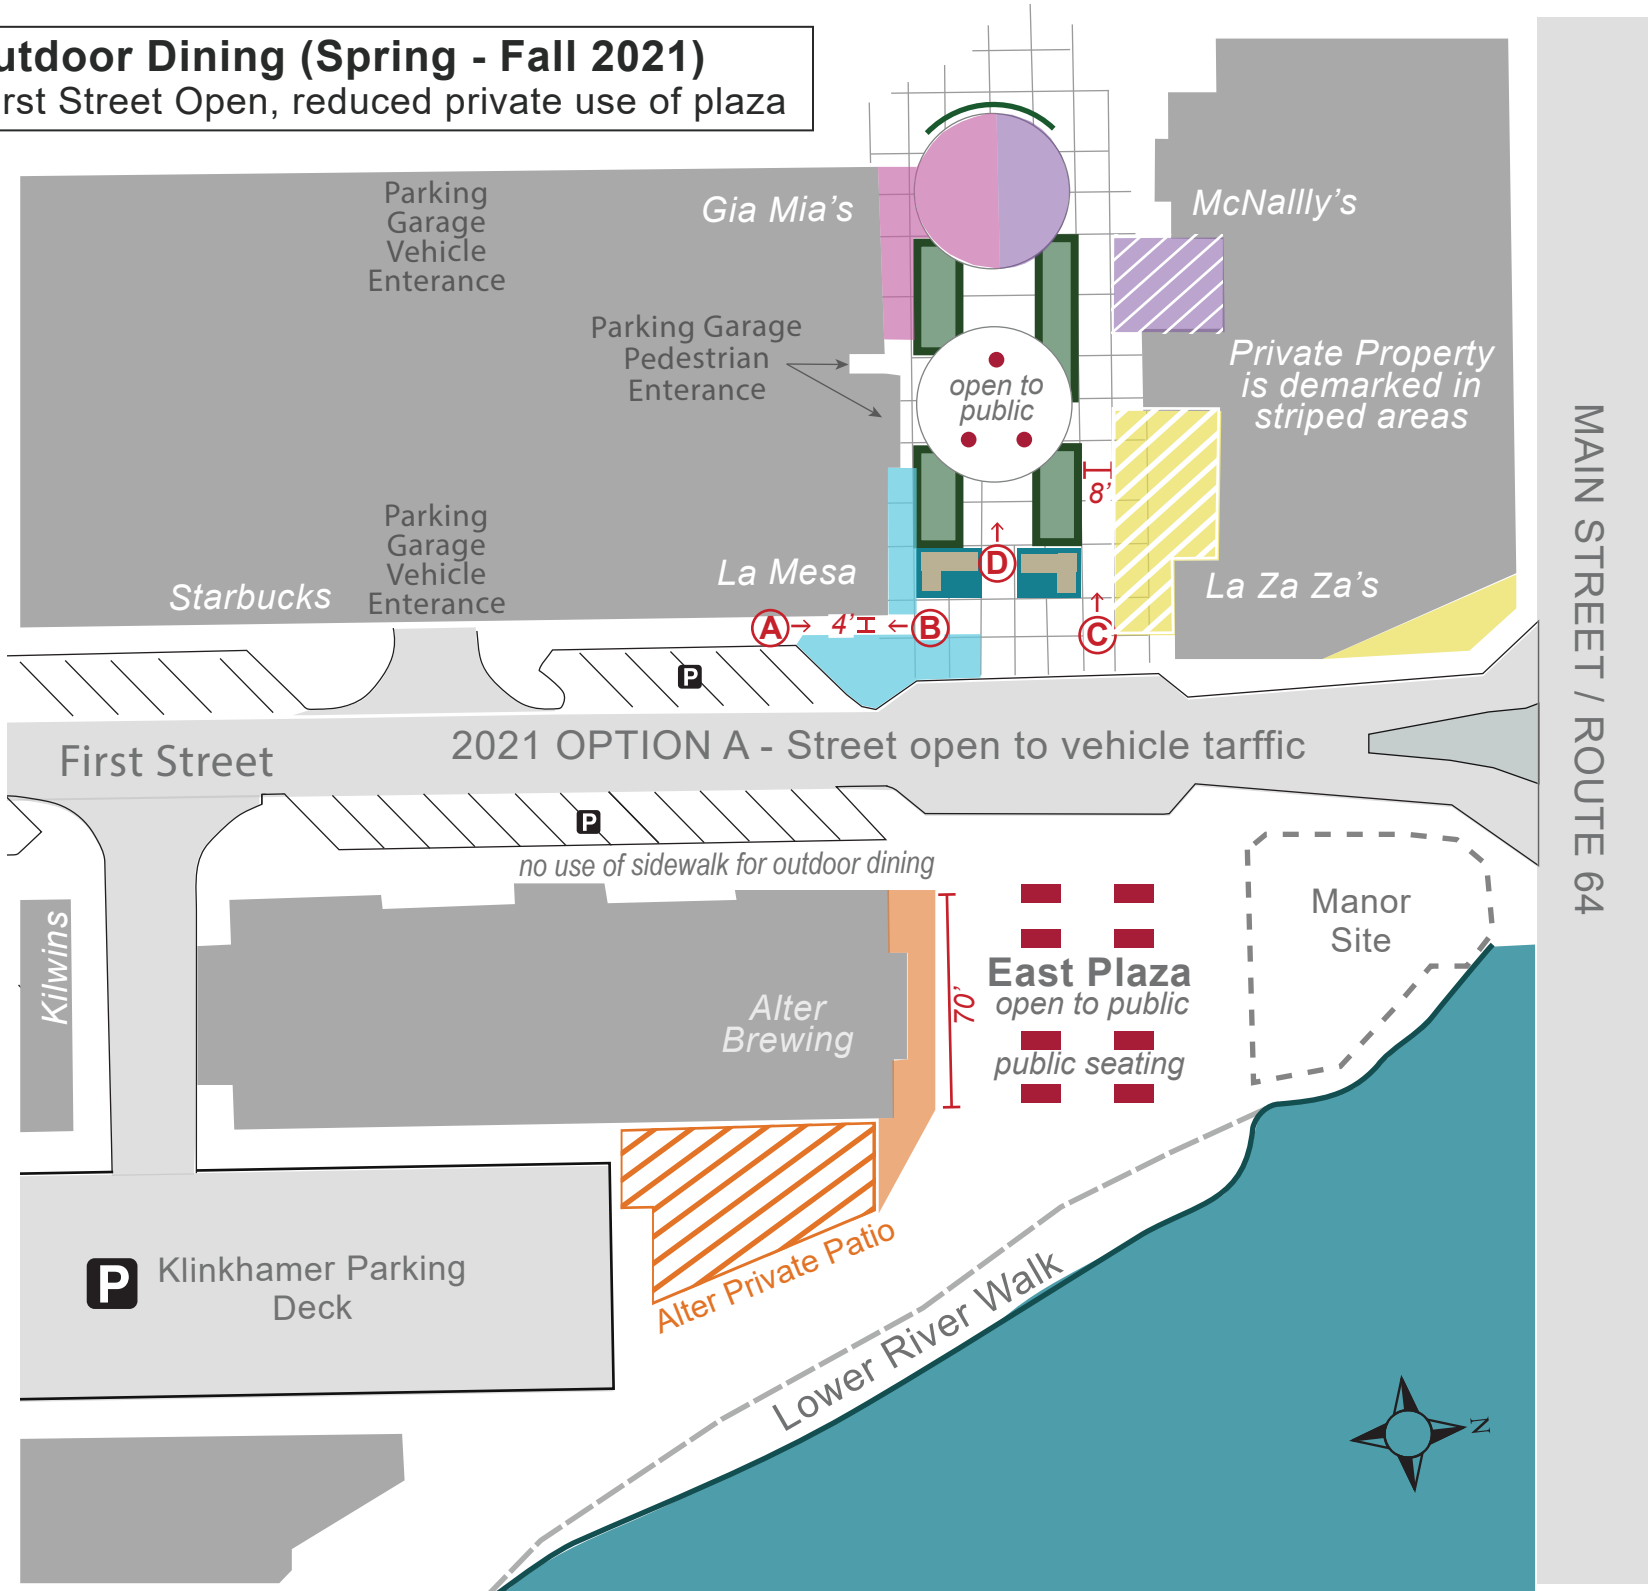 utdoor Dining (Spring - Fall 2021)
rst Street Open, reduced private use of plaza
Parking
Garage
Vehicle
Enterance
Gia Mia's
McNallly's
Parking Garage
Pedestrian
Enterance
open to
public
Private Property
is demarked in
striped areas
8'
Parking
Garage
Vehicle
Enterance
Starbucks
La Mesa
D
La Za Za's
A
4'
B
C
P
MAIN STREET / ROUTE 64
First Street
2021 OPTION A - Street open to vehicle tarffic
P
no use of sidewalk for outdoor dining
Kilwins
Alter
Brewing
70'
East Plaza
open to public
public seating
Manor
Site
Alter Private Patio
P
Klinkhamer Parking
Deck
Lower River Walk
N